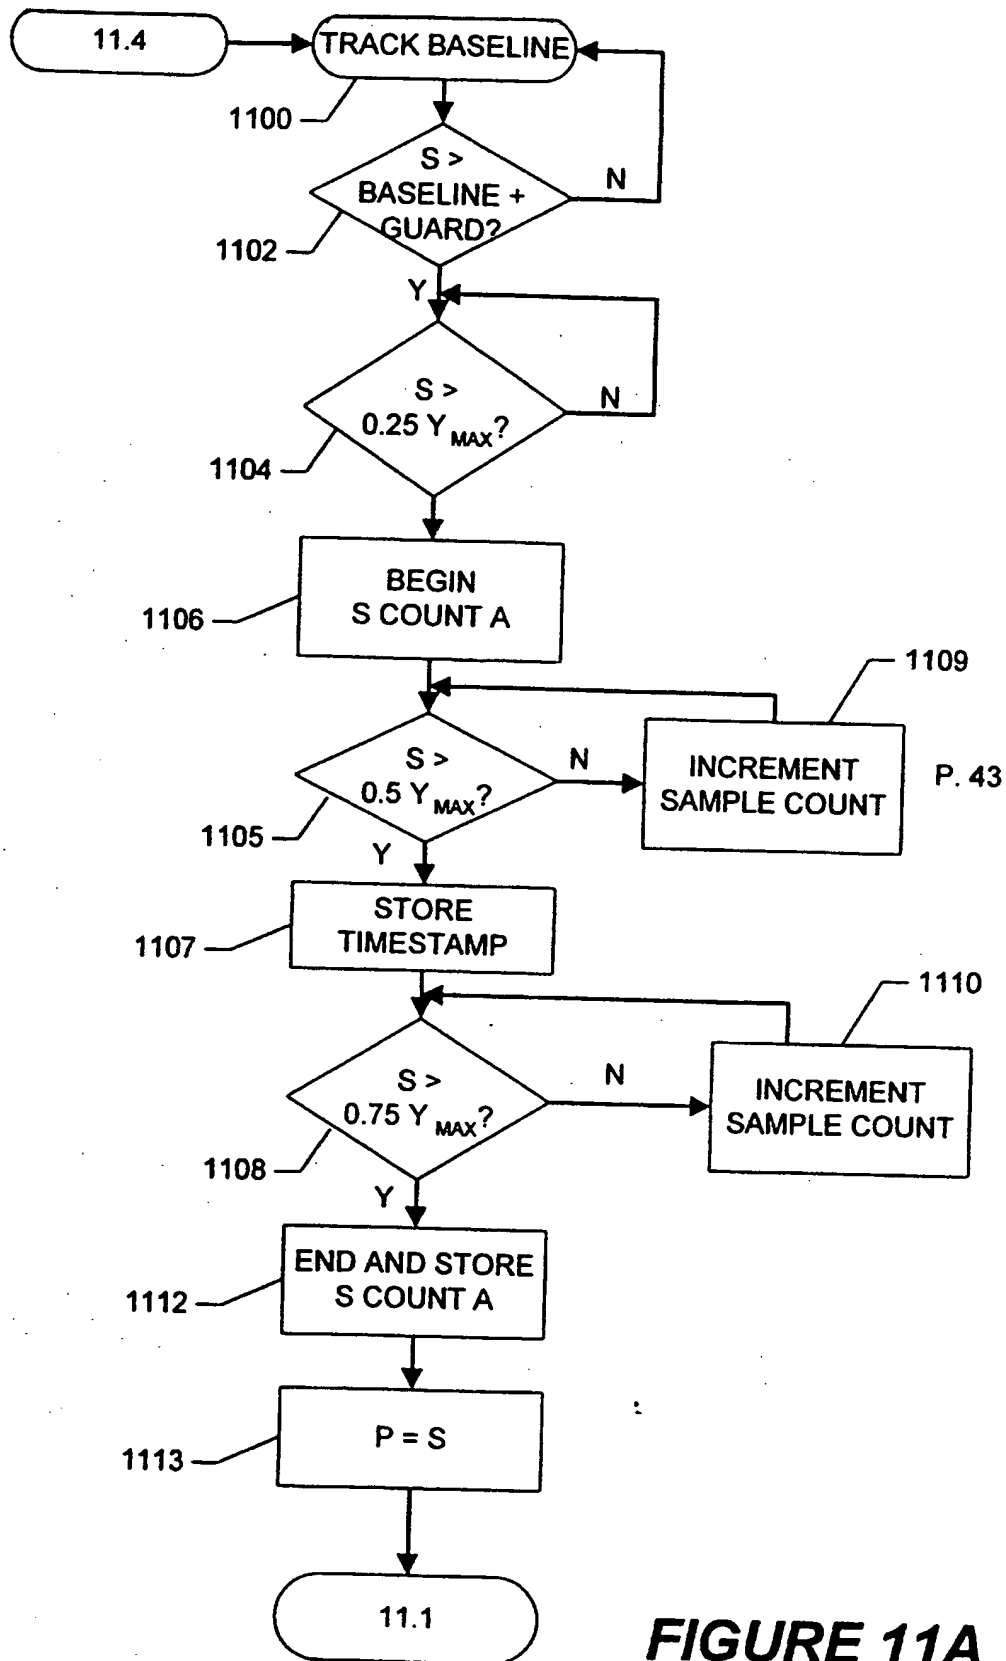 11.4
TRACK BASELINE
1100
S >
BASELINE +
GUARD?
N
1102
Y
S >
0.25 Y MAX?
N
1104
BEGIN
S COUNT A
1106
1109
S >
0.5 Y MAX?
N
INCREMENT
SAMPLE COUNT
P. 43
1105
Y
STORE
TIMESTAMP
1107
1110
S >
0.75 Y MAX?
N
INCREMENT
SAMPLE COUNT
1108
Y
END AND STORE
S COUNT A
1112
P = S
1113
11.1
FIGURE 11A